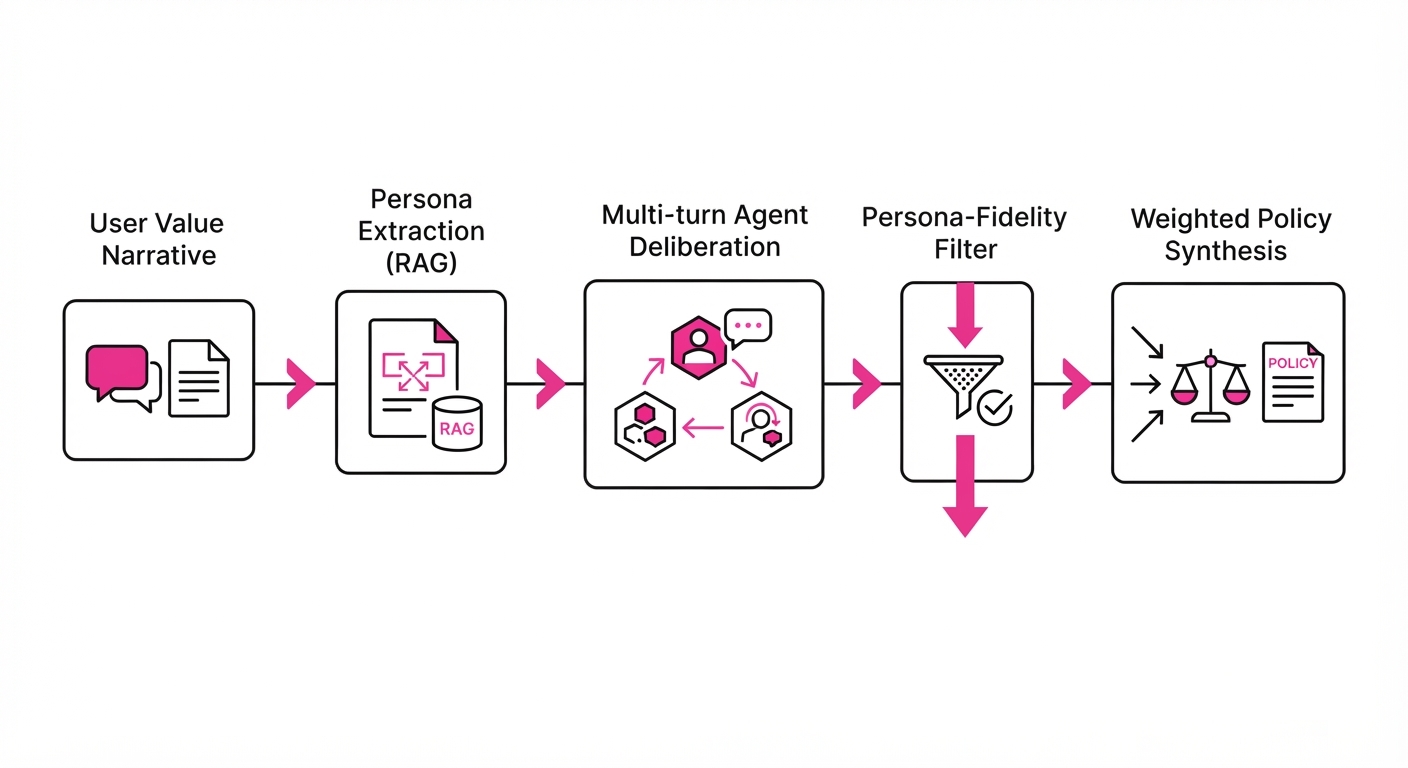 User Value
Narrative
Persona
Extraction
(RAG)
Multi-turn Agent
Deliberation
Persona-Fidelity
Filter
Weighted Policy
Synthesis
RAG
POLICY